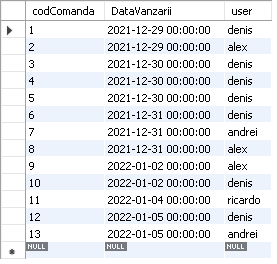 codComanda DataVanzarii user
1 2021-12-29 00:00:00 denis
2 2021-12-29 00:00:00 alex
3 2021-12-30 00:00:00 denis
4 2021-12-30 00:00:00 denis
5 2021-12-30 00:00:00 denis
6 2021-12-31 00:00:00 denis
7 2021-12-31 00:00:00 andrei
8 2021-12-31 00:00:00 alex
9 2022-01-02 00:00:00 alex
10 2022-01-02 00:00:00 denis
11 2022-01-04 00:00:00 ricardo
12 2022-01-05 00:00:00 denis
13 2022-01-05 00:00:00 andrei
NULL NULL NULL